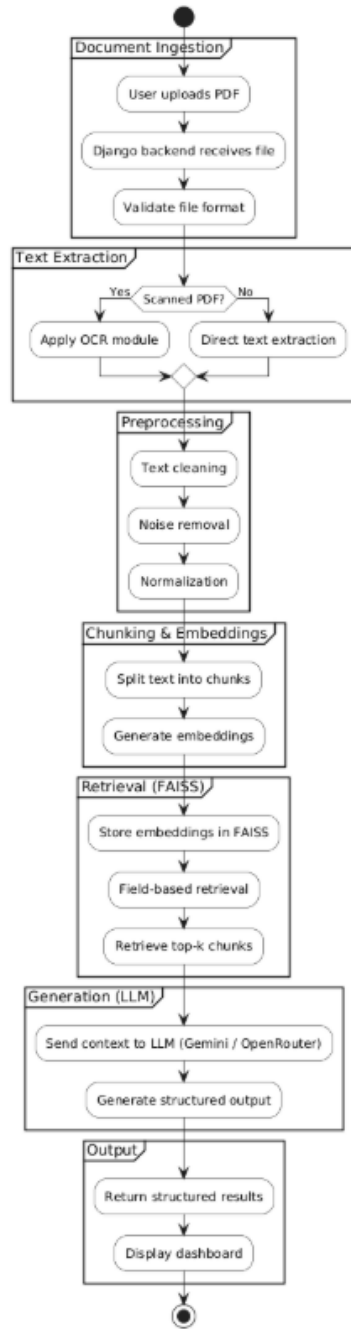 Document Ingestion
User uploads PDF
Django backend receives file
Validate file format
Text Extraction
Yes
Scanned PDF?
No
Apply OCR module
Direct text extraction
Preprocessing
Text cleaning
Noise removal
Normalization
Chunking & Embeddings
Split text into chunks
Generate embeddings
Retrieval (FAISS)
Store embeddings in FAISS
Field-based retrieval
Retrieve top-k chunks
Generation (LLM)
Send context to LLM (Gemini / OpenRouter)
Generate structured output
Output
Return structured results
Display dashboard